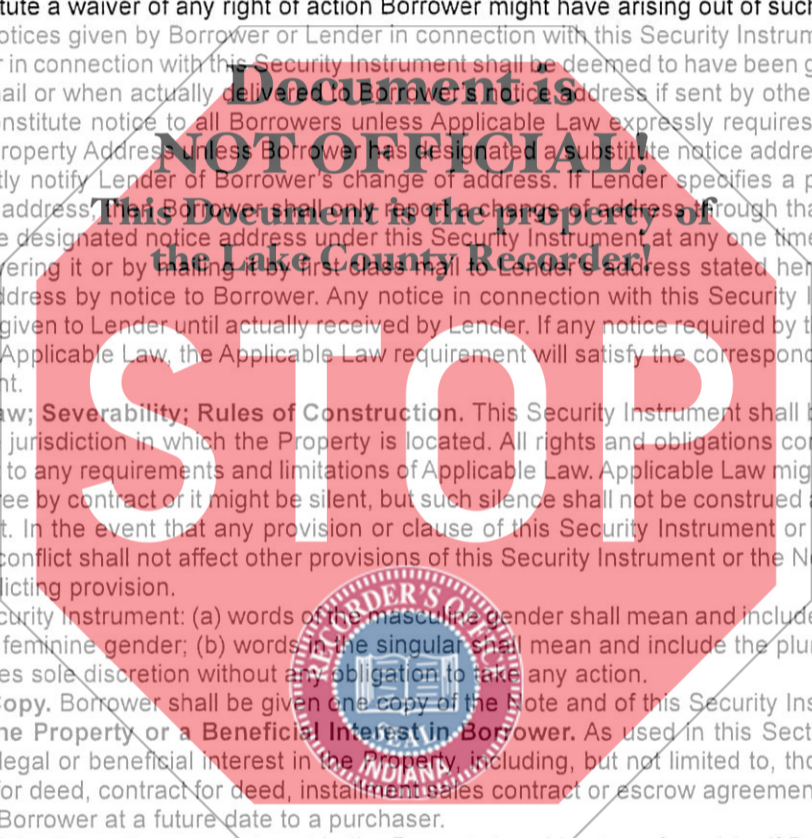 tute a waiver of any right of action Borrower might have arising out of such
otices given by Borrower or Lender in connection with this Security Instrum
r in connection with this Security Instrument shall be deemed to have been g
Document is
ail or when actually delivered to Borrower's notice address if sent by othe
nstitute notice to all Borrowers unless Applicable Law expressly requires
NOT OFFICIAL!
roperty Address unless Borrower has designated a substitute notice addre
tly notify Lender of Borrower's change of address. If Lender specifies a p
address, then Borrower shall only report a change of address through tha
This Document is the property of
e designated notice address under this Security Instrument at any one tim
the Lake County Recorder!
ering it or by mailing it by first class mail to Lender's address stated her
ddress by notice to Borrower. Any notice in connection with this Security I
given to Lender until actually received by Lender. If any notice required by t
Applicable Law, the Applicable Law requirement will satisfy the correspond
nt.
STOP
aw; Severability; Rules of Construction. This Security Instrument shall b
jurisdiction in which the Property is located. All rights and obligations co
to any requirements and limitations of Applicable Law. Applicable Law mig
ee by contract or it might be silent, but such silence shall not be construed
t. In the event that any provision or clause of this Security Instrument or
conflict shall not affect other provisions of this Security Instrument or the N
licting provision.
curity Instrument: (a) words of the masculine gender shall mean and include
feminine gender; (b) words in the singular shall mean and include the plu
es sole discretion without any obligation to take any action.
opy. Borrower shall be given one copy of the Note and of this Security Ins
he Property or a Beneficial Interest in Borrower. As used in this Sect
legal or beneficial interest in the Property, including, but not limited to, tho
or deed, contract for deed, installment sales contract or escrow agreemen
Borrower at a future date to a purchaser.
RECORDER'S OFFICE
SEAL
INDIANA